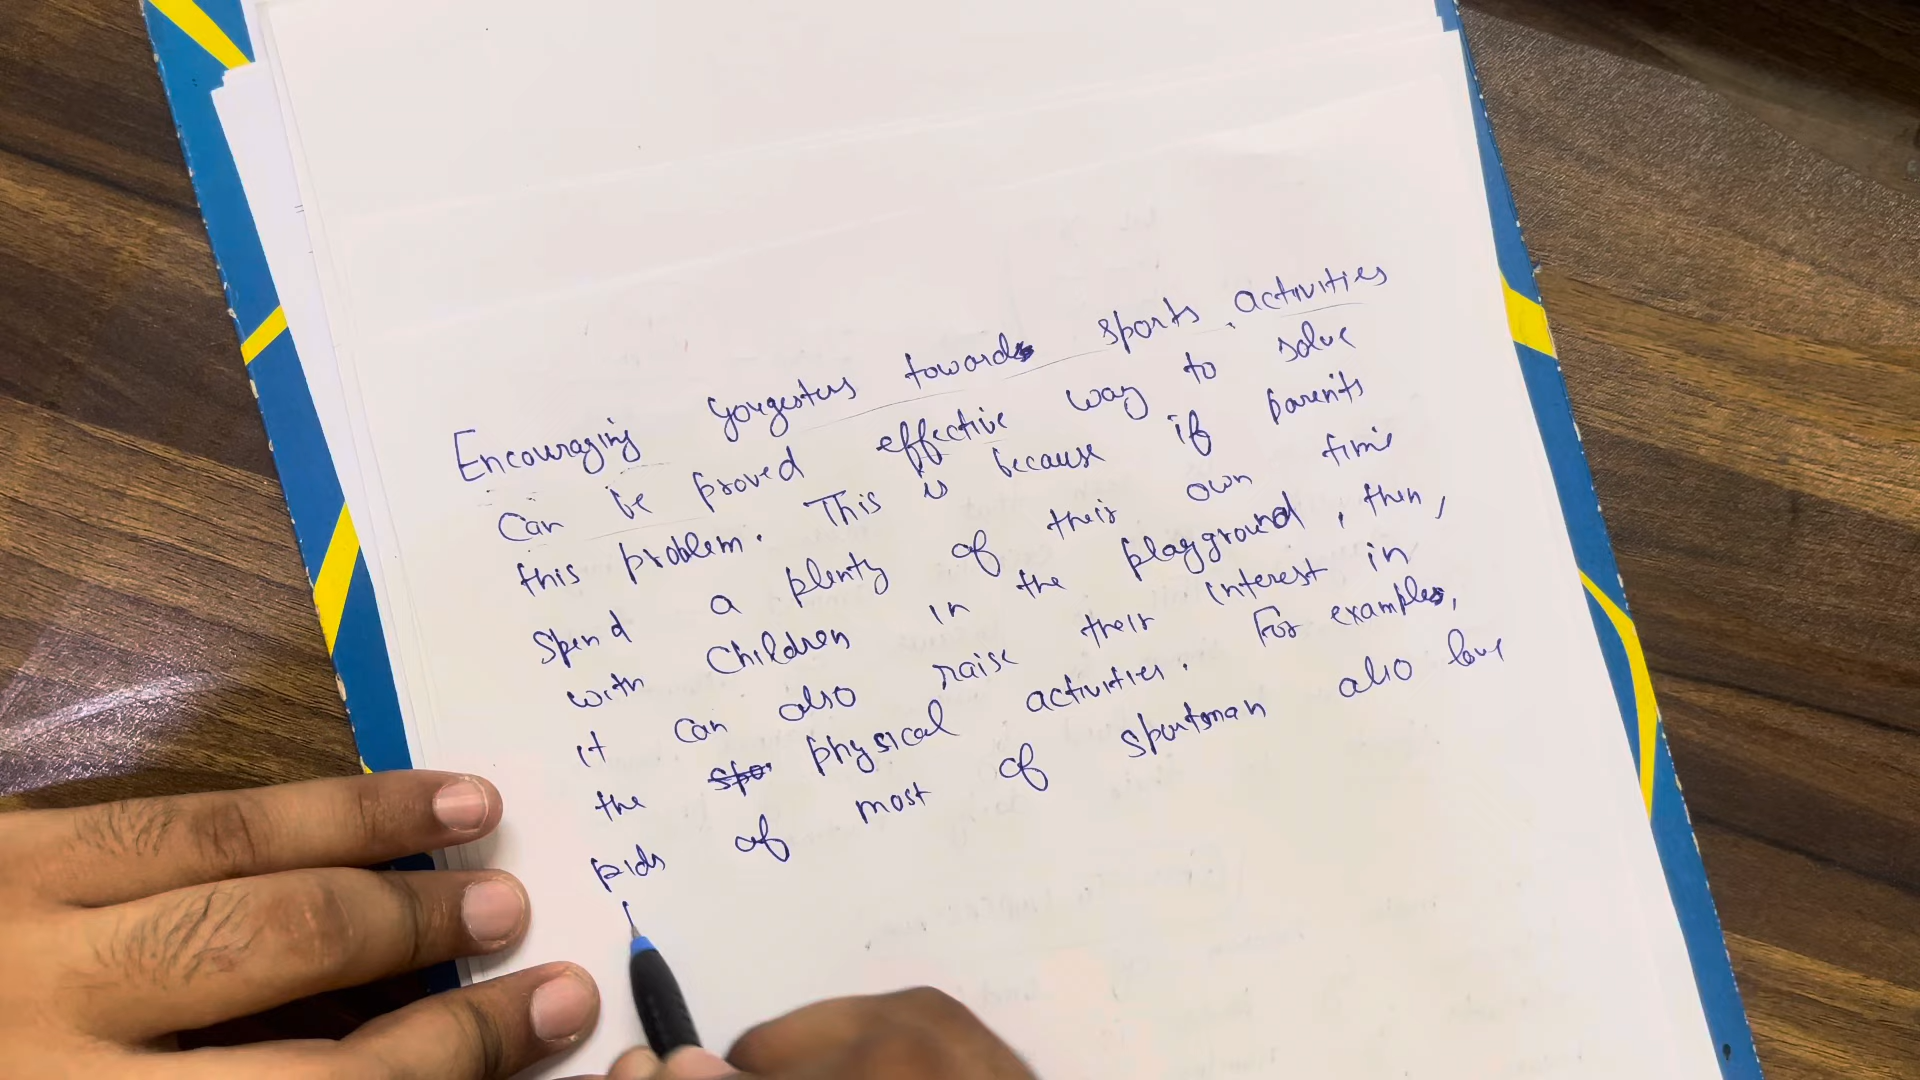 Encouraging yougesters towards sports activities
can be proved effective way to solve
this problem. This is because if parents
spend a plenty of their own time
with children in the playground, then,
it can also raise their interest in
the spo physical activities. For examples,
pids of most of sportsman also love